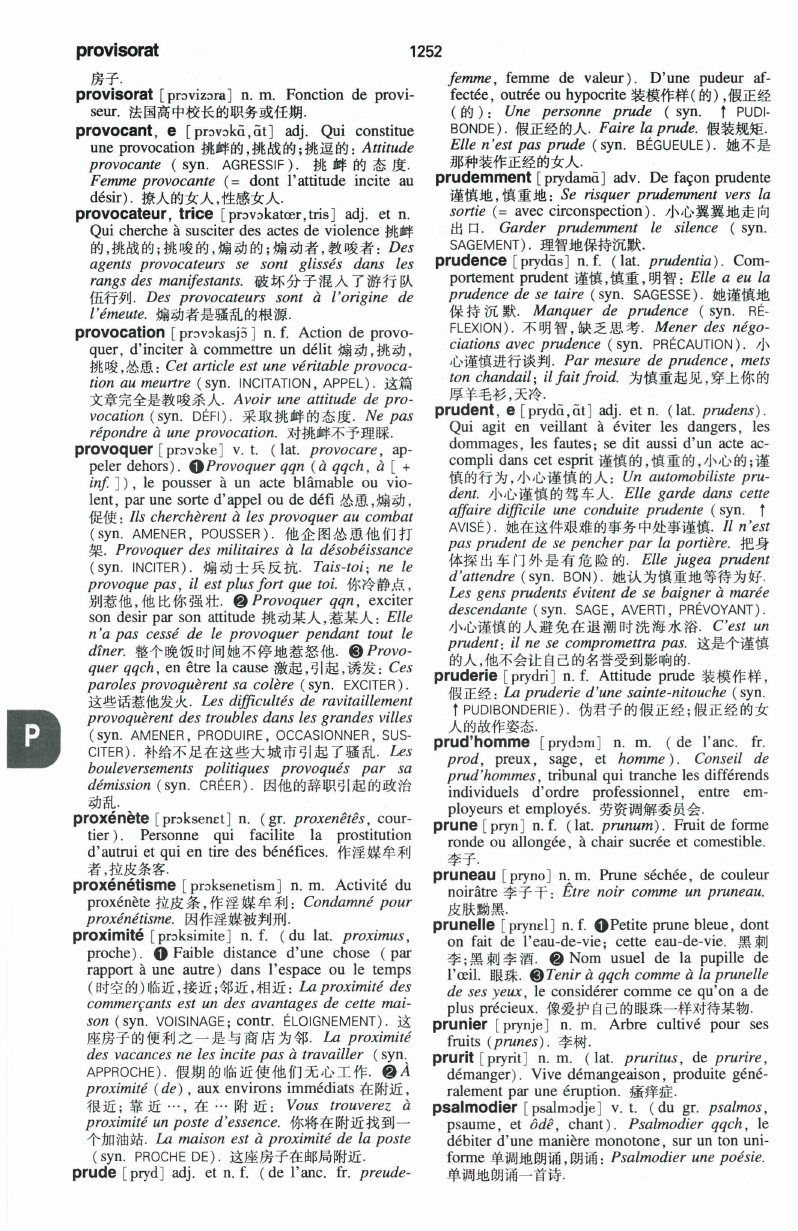 provisorat
1252
房子.
provisorat [prɔvizɔra] n. m. Fonction de provi-
seur. 法国高中校长的职务或任期.
provocant, e [prɔvɔkɑ̃, ɑ̃t] adj. Qui constitue
une provocation 挑衅的,挑战的;挑逗的: Attitude
provocante ( syn. AGRESSIF ). 挑衅的态度.
Femme provocante (= dont l'attitude incite au
désir). 撩人的女人,性感女人.
provocateur, trice [prɔvɔkatœr,tris] adj. et n.
Qui cherche à susciter des actes de violence 挑衅
的,挑战的;挑唆的,煽动的;煽动者,教唆者: Des
agents provocateurs se sont glissés dans les
rangs des manifestants. 破坏分子混入了游行队
伍行列. Des provocateurs sont à l'origine de
l'émeute. 煽动者是骚乱的根源.
provocation [prɔvɔkasjɔ̃] n. f. Action de provo-
quer, d'inciter à commettre un délit 煽动,挑动,
挑唆,怂恿: Cet article est une véritable provoca-
tion au meurtre (syn. INCITATION, APPEL). 这篇
文章完全是教唆杀人. Avoir une attitude de pro-
vocation (syn. DÉFI). 采取挑衅的态度. Ne pas
répondre à une provocation. 对挑衅不予理睬.
provoquer [prɔvɔke] v. t. ( lat. provocare, ap-
peler dehors). ❶Provoquer qqn (à qqch, à [ +
inf. ]), le pousser à un acte blâmable ou vio-
lent, par une sorte d'appel ou de défi 怂恿,煽动,
促使: Ils cherchèrent à les provoquer au combat
(syn. AMENER, POUSSER). 他企图怂恿他们打
架. Provoquer des militaires à la désobéissance
(syn. INCITER). 煽动士兵反抗. Tais-toi; ne le
provoque pas, il est plus fort que toi. 你冷静点,
别惹他,他比你强壮. ❷Provoquer qqn, exciter
son desir par son attitude 挑动某人,惹某人: Elle
n'a pas cessé de le provoquer pendant tout le
dîner. 整个晚饭时间她不停地惹怒他. ❸Provo-
quer qqch, en être la cause 激起,引起,诱发: Ces
paroles provoquèrent sa colère (syn. EXCITER).
这些话惹他发火. Les difficultés de ravitaillement
provoquèrent des troubles dans les grandes villes
(syn. AMENER, PRODUIRE, OCCASIONNER, SUS-
CITER). 补给不足在这些大城市引起了骚乱. Les
bouleversements politiques provoqués par sa
démission (syn. CRÉER). 因他的辞职引起的政治
动乱.
proxénète [prɔksenɛt] n. (gr. proxenêtês, cour-
tier). Personne qui facilite la prostitution
d'autrui et qui en tire des bénéfices. 作淫媒牟利
者,拉皮条客.
proxénétisme [prɔksenetism] n. m. Activité du
proxénète 拉皮条,作淫媒牟利: Condamné pour
proxénétisme. 因作淫媒被判刑.
proximité [prɔksimite] n. f. ( du lat. proximus,
proche). ❶ Faible distance d'une chose ( par
rapport à une autre) dans l'espace ou le temps
(时空的)临近,接近;邻近,相近: La proximité des
commerçants est un des avantages de cette mai-
son (syn. VOISINAGE; contr. ÉLOIGNEMENT). 这
座房子的便利之一是与商店为邻. La proximité
des vacances ne les incite pas à travailler (syn.
APPROCHE). 假期的临近使他们无心工作. ❷À
proximité (de), aux environs immédiats 在附近,
很近; 靠近…, 在…附近: Vous trouverez à
proximité un poste d'essence. 你将在附近找到一
个加油站. La maison est à proximité de la poste
(syn. PROCHE DE). 这座房子在邮局附近.
prude [pryd] adj. et n. f. (de l'anc. fr. preude-
P
femme, femme de valeur). D'une pudeur af-
fectée, outrée ou hypocrite 装模作样(的),假正经
(的): Une personne prude ( syn. ↑ PUDI-
BONDE). 假正经的人. Faire la prude. 假装规矩.
Elle n'est pas prude (syn. BÉGUEULE). 她不是
那种装作正经的女人.
prudemment [prydamɑ̃] adv. De façon prudente
谨慎地,慎重地: Se risquer prudemment vers la
sortie (= avec circonspection). 小心翼翼地走向
出口. Garder prudemment le silence ( syn.
SAGEMENT). 理智地保持沉默.
prudence [prydɑ̃s] n. f. (lat. prudentia). Com-
portement prudent 谨慎,慎重,明智: Elle a eu la
prudence de se taire (syn. SAGESSE). 她谨慎地
保持沉默. Manquer de prudence ( syn. RÉ-
FLEXION). 不明智,缺乏思考. Mener des négo-
ciations avec prudence (syn. PRÉCAUTION). 小
心谨慎进行谈判. Par mesure de prudence, mets
ton chandail; il fait froid. 为慎重起见,穿上你的
厚羊毛衫,天冷.
prudent, e [prydɑ̃,ɑ̃t] adj. et n. (lat. prudens).
Qui agit en veillant à éviter les dangers, les
dommages, les fautes; se dit aussi d'un acte ac-
compli dans cet esprit 谨慎的,慎重的,小心的;谨
慎的行为,小心谨慎的人: Un automobiliste pru-
dent. 小心谨慎的驾车人. Elle garde dans cette
affaire difficile une conduite prudente (syn. ↑
AVISÉ). 她在这件艰难的事务中处事谨慎. Il n'est
pas prudent de se pencher par la portière. 把身
体探出车门外是有危险的. Elle jugea prudent
d'attendre (syn. BON). 她认为慎重地等待为好.
Les gens prudents évitent de se baigner à marée
descendante (syn. SAGE, AVERTI, PRÉVOYANT).
小心谨慎的人避免在退潮时洗海水浴. C'est un
prudent; il ne se compromettra pas. 这是个谨慎
的人,他不会让自己的名誉受到影响的.
pruderie [prydri] n. f. Attitude prude 装模作样,
假正经: La pruderie d'une sainte-nitouche (syn.
↑ PUDIBONDERIE). 伪君子的假正经;假正经的女
人的故作姿态.
prud'homme [prydɔm] n. m. ( de l'anc. fr.
prod, preux, sage, et homme). Conseil de
prud'hommes, tribunal qui tranche les différends
individuels d'ordre professionnel, entre em-
ployeurs et employés. 劳资调解委员会.
prune [pryn] n. f. (lat. prunum). Fruit de forme
ronde ou allongée, à chair sucrée et comestible.
李子.
pruneau [pryno] n. m. Prune séchée, de couleur
noirâtre 李子干: Être noir comme un pruneau.
皮肤黝黑.
prunelle [prynɛl] n. f. ❶Petite prune bleue, dont
on fait de l'eau-de-vie; cette eau-de-vie. 黑刺
李;黑刺李酒. ❷ Nom usuel de la pupille de
l'œil. 眼珠. ❸Tenir à qqch comme à la prunelle
de ses yeux, le considérer comme ce qu'on a de
plus précieux. 像爱护自己的眼珠一样对待某物.
prunier [prynje] n. m. Arbre cultivé pour ses
fruits (prunes). 李树.
prurit [pryrit] n. m. ( lat. pruritus, de prurire,
démanger). Vive démangeaison, produite géné-
ralement par une éruption. 瘙痒症.
psalmodier [psalmɔdje] v. t. (du gr. psalmos,
psaume, et ôdê, chant). Psalmodier qqch, le
débiter d'une manière monotone, sur un ton uni-
forme 单调地朗诵,朗诵: Psalmodier une poésie.
单调地朗诵一首诗.